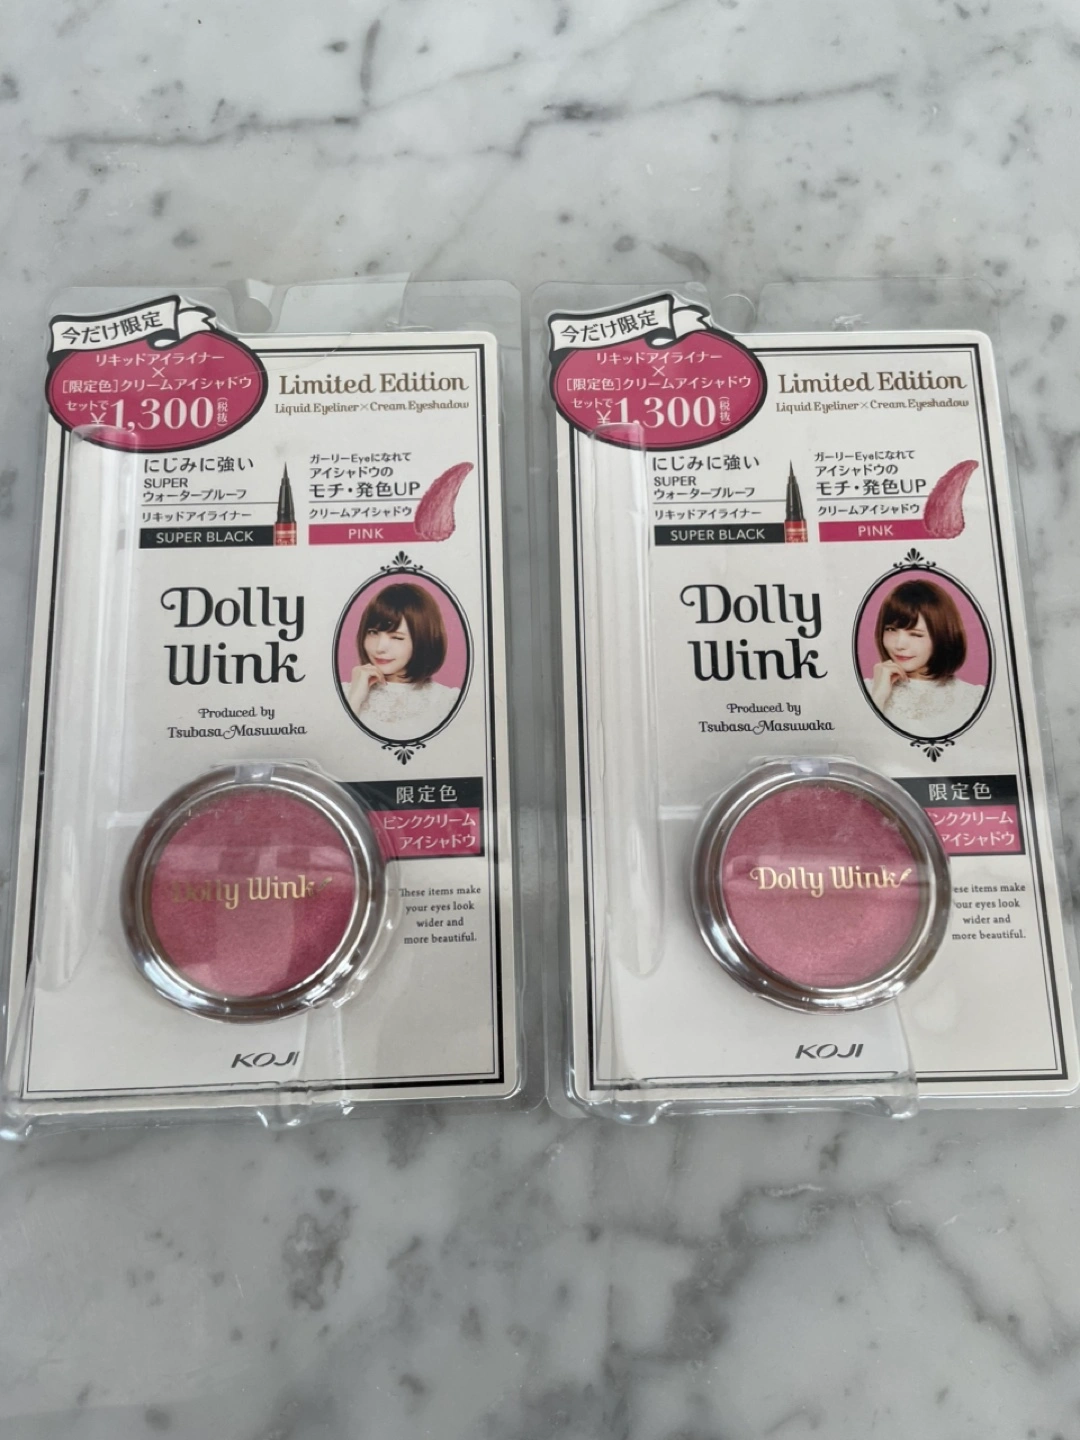 今だけ限定
リキッドアイライナー
×
[限定色]クリームアイシャドウ
セットで
¥1,300(税抜)
Limited Edition
Liquid Eyeliner×Cream Eyeshadow
にじみに強い
SUPER
ウォータープルーフ
リキッドアイライナー
SUPER BLACK
ガーリーEyeになれて
アイシャドウの
モチ・発色UP
クリームアイシャドウ
PINK
Dolly
Wink
Produced by
Tsubasa Masuwaka
限定色
ピンククリーム
アイシャドウ
Dolly Wink
These items make
your eyes look
wider and
more beautiful.
KOJI
今だけ限定
リキッドアイライナー
×
[限定色]クリームアイシャドウ
セットで
¥1,300(税抜)
Limited Edition
Liquid Eyeliner×Cream Eyeshadow
にじみに強い
SUPER
ウォータープルーフ
リキッドアイライナー
SUPER BLACK
ガーリーEyeになれて
アイシャドウの
モチ・発色UP
クリームアイシャドウ
PINK
Dolly
Wink
Produced by
Tsubasa Masuwaka
限定色
ンククリーム
アイシャドウ
Dolly Wink
ese items make
our eyes look
wider and
more beautiful.
KOJI